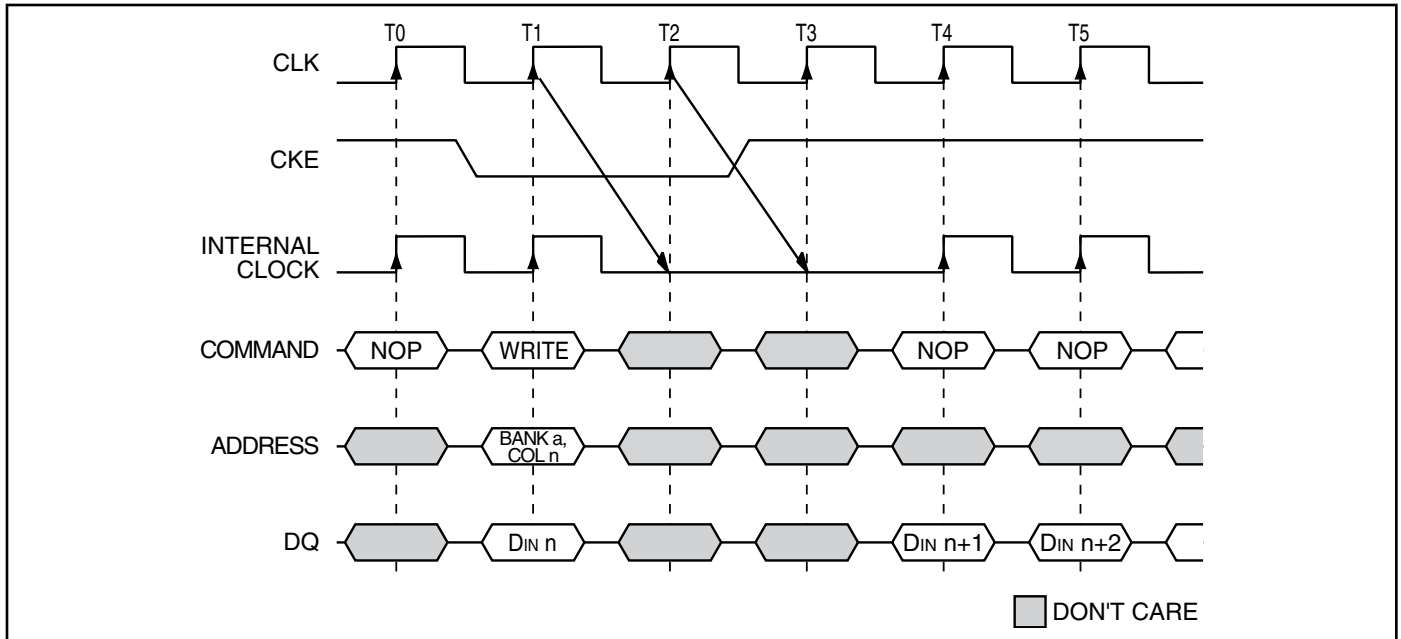 T0 T1 T2 T3 T4 T5
CLK
CKE
INTERNAL
CLOCK
COMMAND NOP WRITE NOP NOP
ADDRESS BANK a,
COL n
DQ DIN n DIN n+1 DIN n+2
DON'T CARE